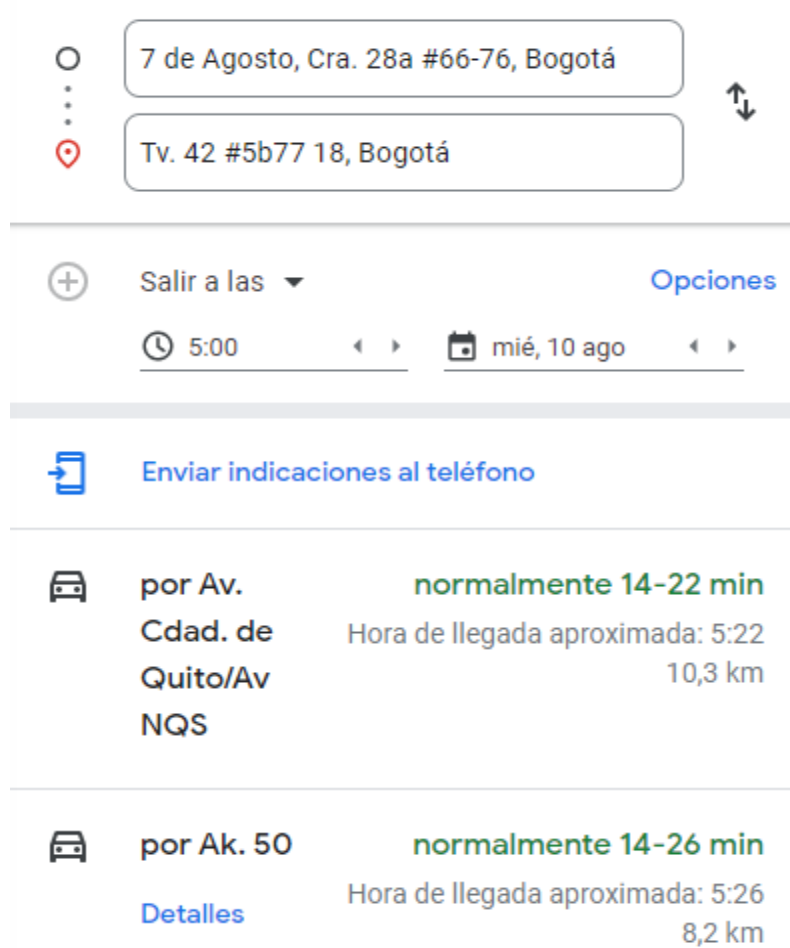 7 de Agosto, Cra. 28a #66-76, Bogotá
Tv. 42 #5b77 18, Bogotá
Salir a las
Opciones
5:00
mié, 10 ago
Enviar indicaciones al teléfono
por Av.
Cdad. de
Quito/Av
NQS
normalmente 14-22 min
Hora de llegada aproximada: 5:22
10,3 km
por Ak. 50
normalmente 14-26 min
Hora de llegada aproximada: 5:26
8,2 km
Detalles